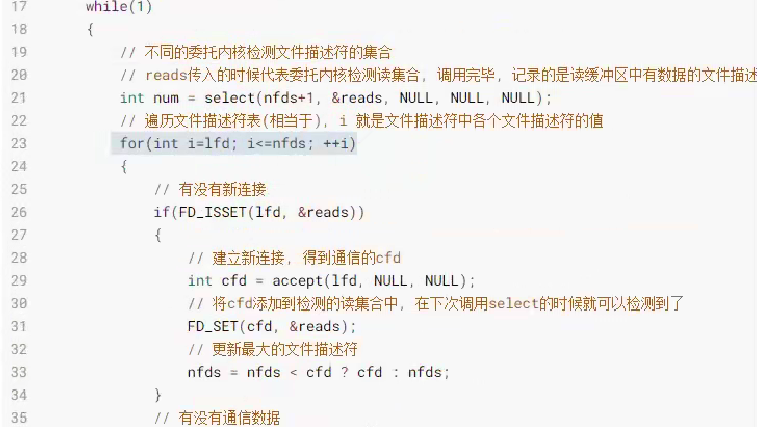 17 while(1)
18 {
19 // 不同的委托内核检测文件描述符的集合
20 // reads传入的时候代表委托内核检测读集合, 调用完毕, 记录的是读缓冲区中有数据的文件描述
21 int num = select(nfds+1, &reads, NULL, NULL, NULL);
22 // 遍历文件描述符表(相当于), i 就是文件描述符中各个文件描述符的值
23 for(int i=lfd; i<=nfds; ++i)
24 {
25 // 有没有新连接
26 if(FD_ISSET(lfd, &reads))
27 {
28 // 建立新连接, 得到通信的cfd
29 int cfd = accept(lfd, NULL, NULL);
30 // 将cfd添加到检测的读集合中, 在下次调用select的时候就可以检测到了
31 FD_SET(cfd, &reads);
32 // 更新最大的文件描述符
33 nfds = nfds < cfd ? cfd : nfds;
34 }
35 // 有没有通信数据